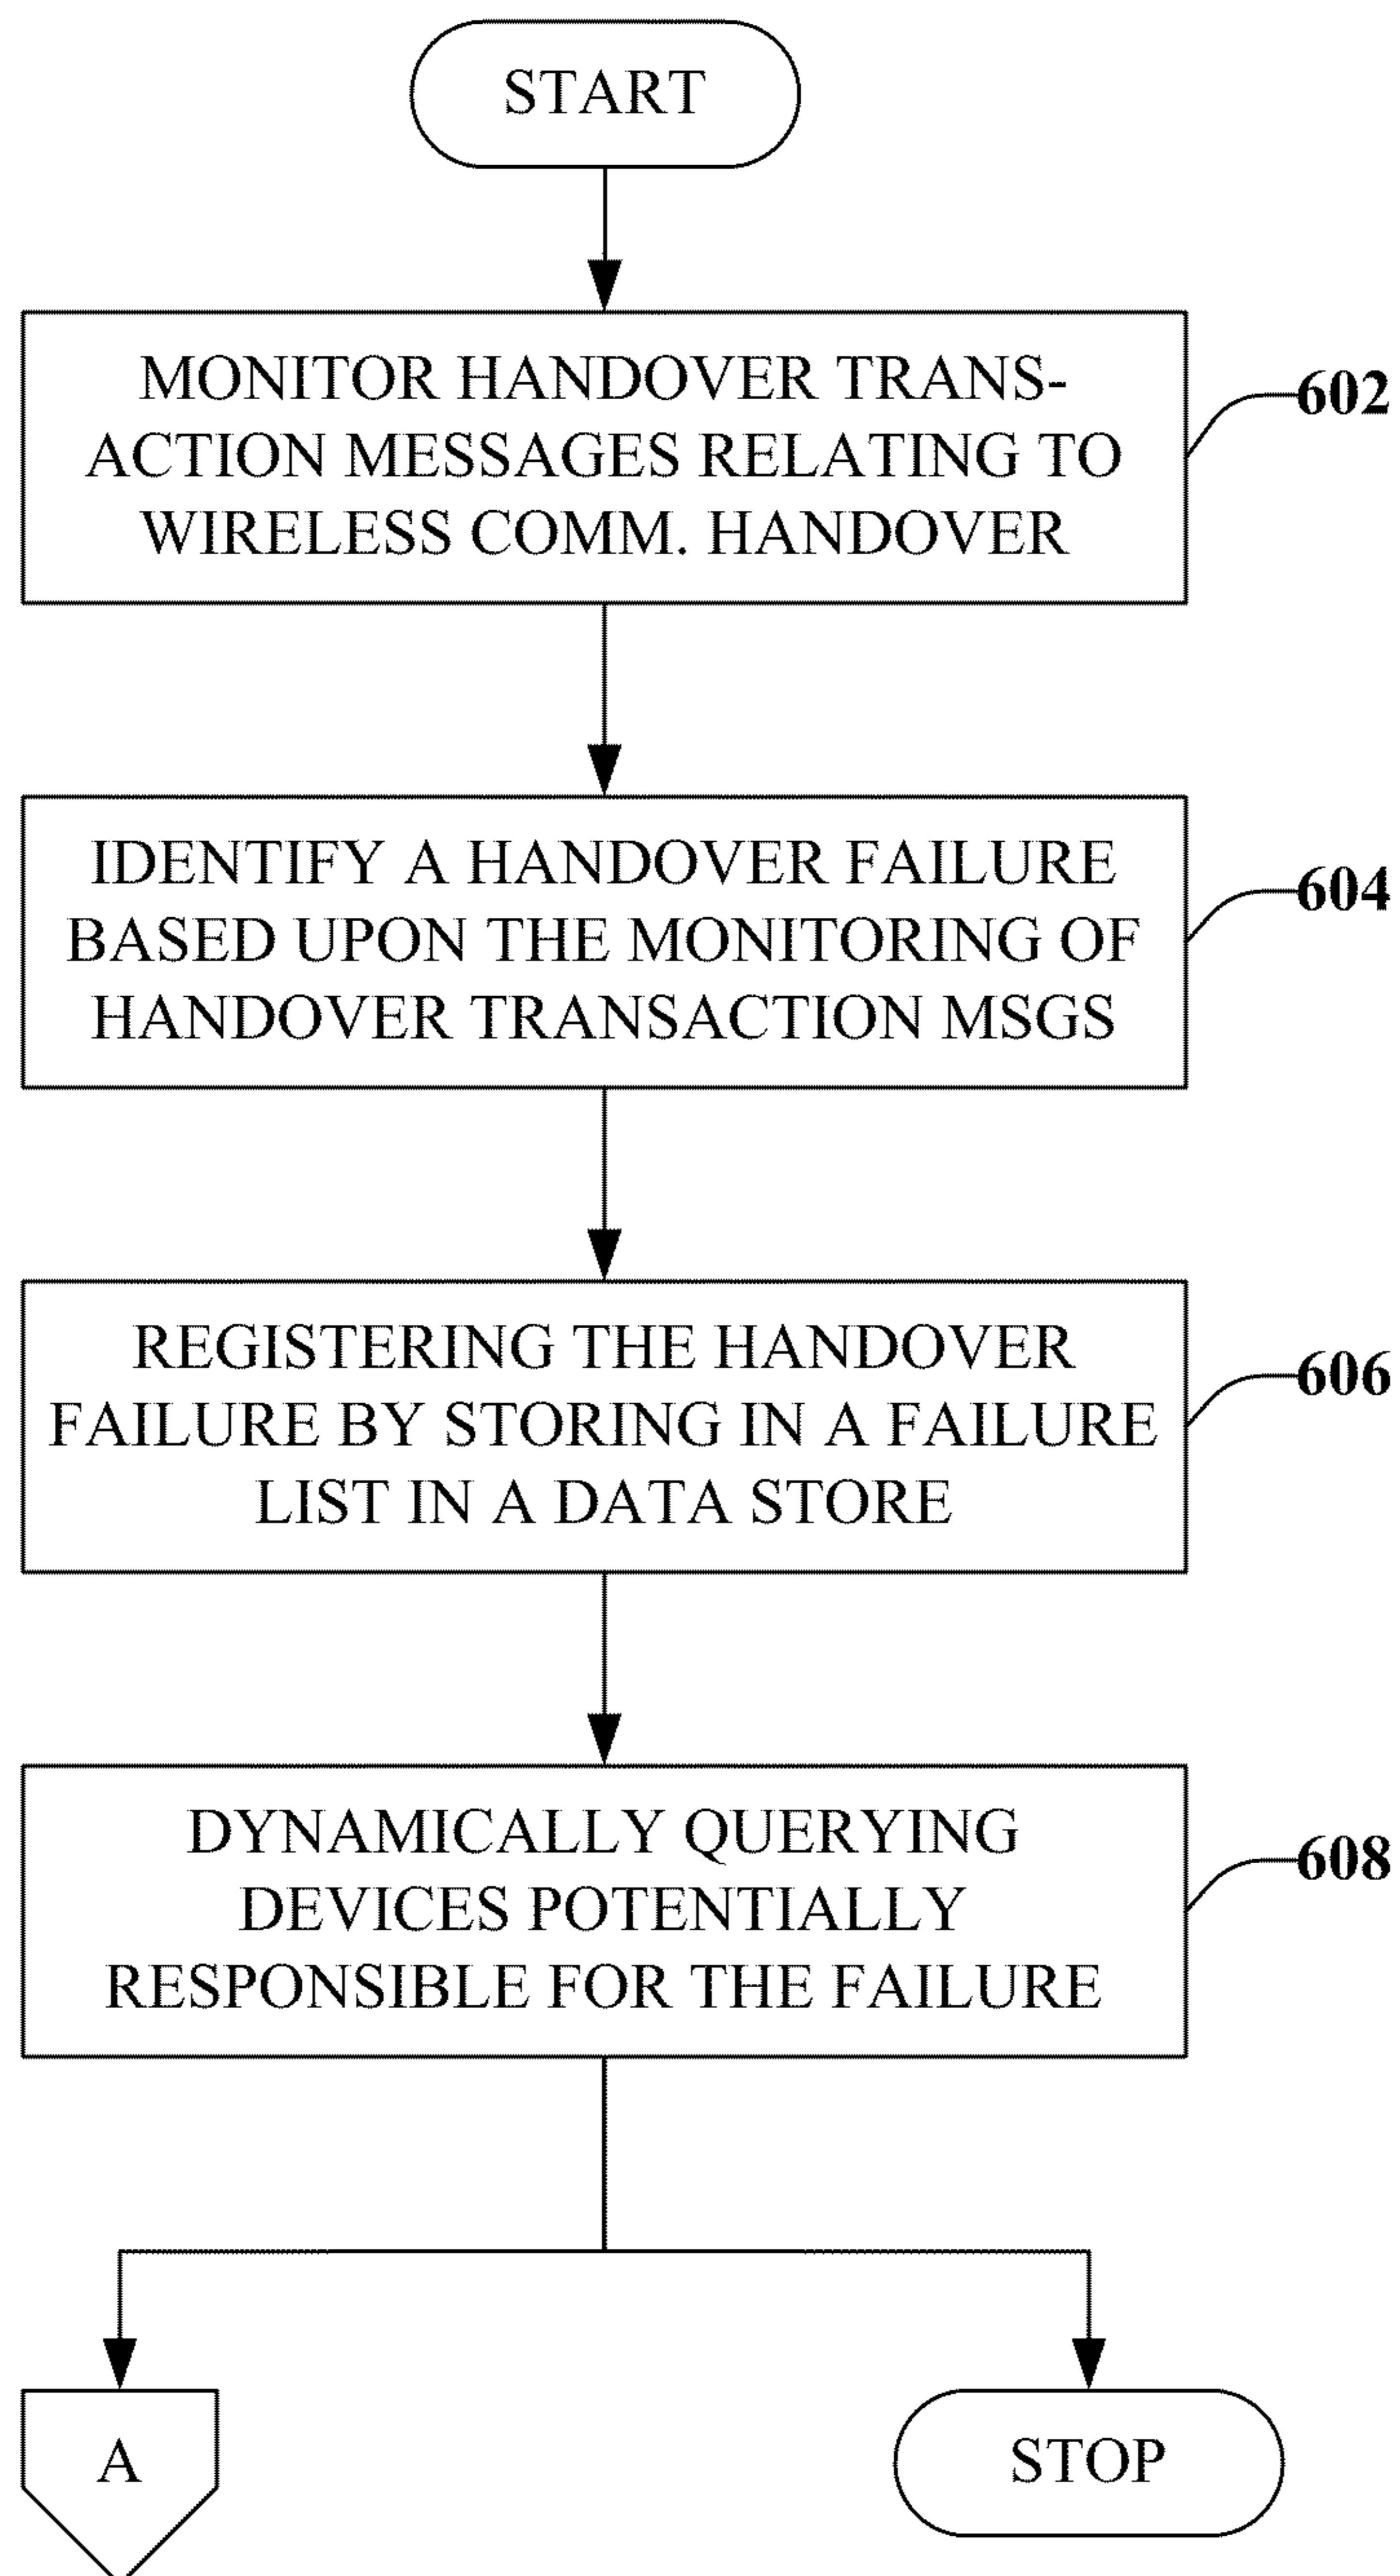 START
MONITOR HANDOVER TRANS-
ACTION MESSAGES RELATING TO
WIRELESS COMM. HANDOVER
602
IDENTIFY A HANDOVER FAILURE
BASED UPON THE MONITORING OF
HANDOVER TRANSACTION MSGS
604
REGISTERING THE HANDOVER
FAILURE BY STORING IN A FAILURE
LIST IN A DATA STORE
606
DYNAMICALLY QUERYING
DEVICES POTENTIALLY
RESPONSIBLE FOR THE FAILURE
608
A
STOP